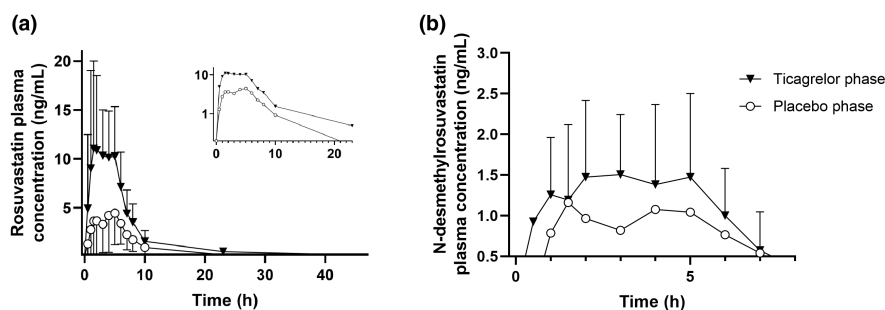 (a)
Rosuvastatin plasma
concentration (ng/mL)
20
15
10
5
0 10 20 30 40
Time (h)
10
1
0 10 20
(b)
N-desmethylrosuvastatin
plasma concentration (ng/mL)
3.0
2.5
2.0
1.5
1.0
0.5
0 5
Time (h)
Ticagrelor phase
Placebo phase